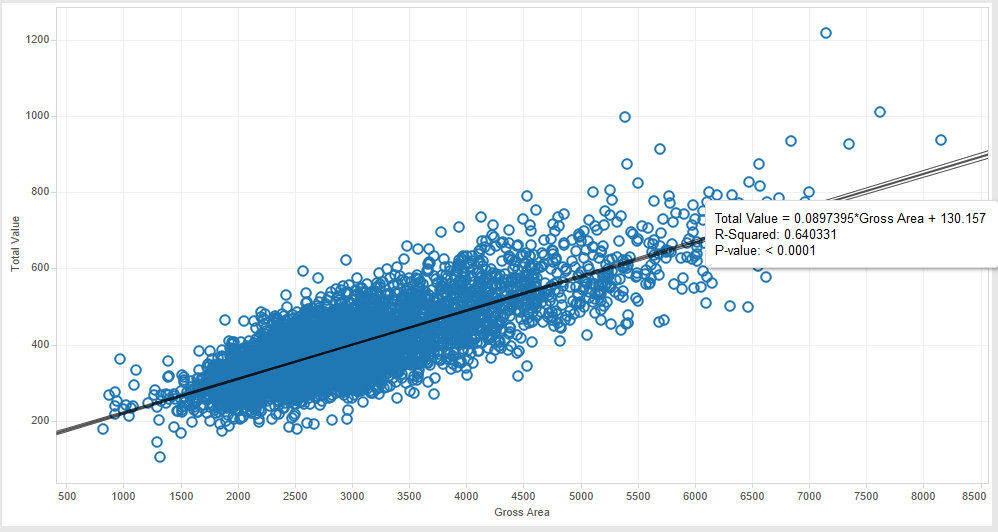 1200
1000
800
600
400
200
Total Value
Total Value = 0.0897395*Gross Area + 130.157
R-Squared: 0.640331
P-value: < 0.0001
500 1000 1500 2000 2500 3000 3500 4000 4500 5000 5500 6000 6500 7000 7500 8000 8500
Gross Area